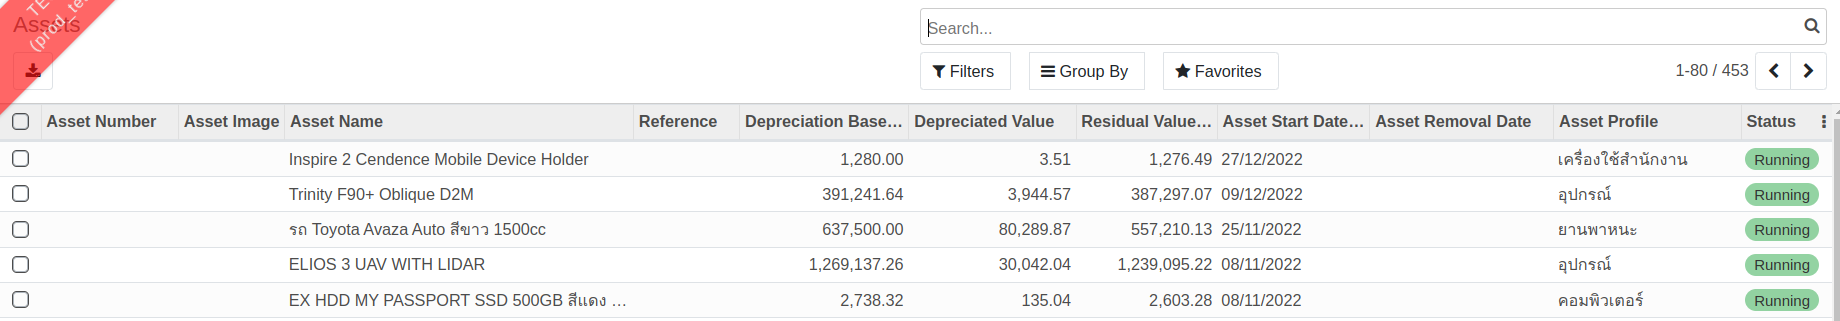 TE
(prod_te
Assets
Search...
Filters
Group By
Favorites
1-80 / 453
Asset Number Asset Image Asset Name Reference Depreciation Base... Depreciated Value Residual Value... Asset Start Date... Asset Removal Date Asset Profile Status
Inspire 2 Cendence Mobile Device Holder 1,280.00 3.51 1,276.49 27/12/2022 เครื่องใช้สำนักงาน Running
Trinity F90+ Oblique D2M 391,241.64 3,944.57 387,297.07 09/12/2022 อุปกรณ์ Running
รถ Toyota Avaza Auto สีขาว 1500cc 637,500.00 80,289.87 557,210.13 25/11/2022 ยานพาหนะ Running
ELIOS 3 UAV WITH LIDAR 1,269,137.26 30,042.04 1,239,095.22 08/11/2022 อุปกรณ์ Running
EX HDD MY PASSPORT SSD 500GB สีแดง ... 2,738.32 135.04 2,603.28 08/11/2022 คอมพิวเตอร์ Running